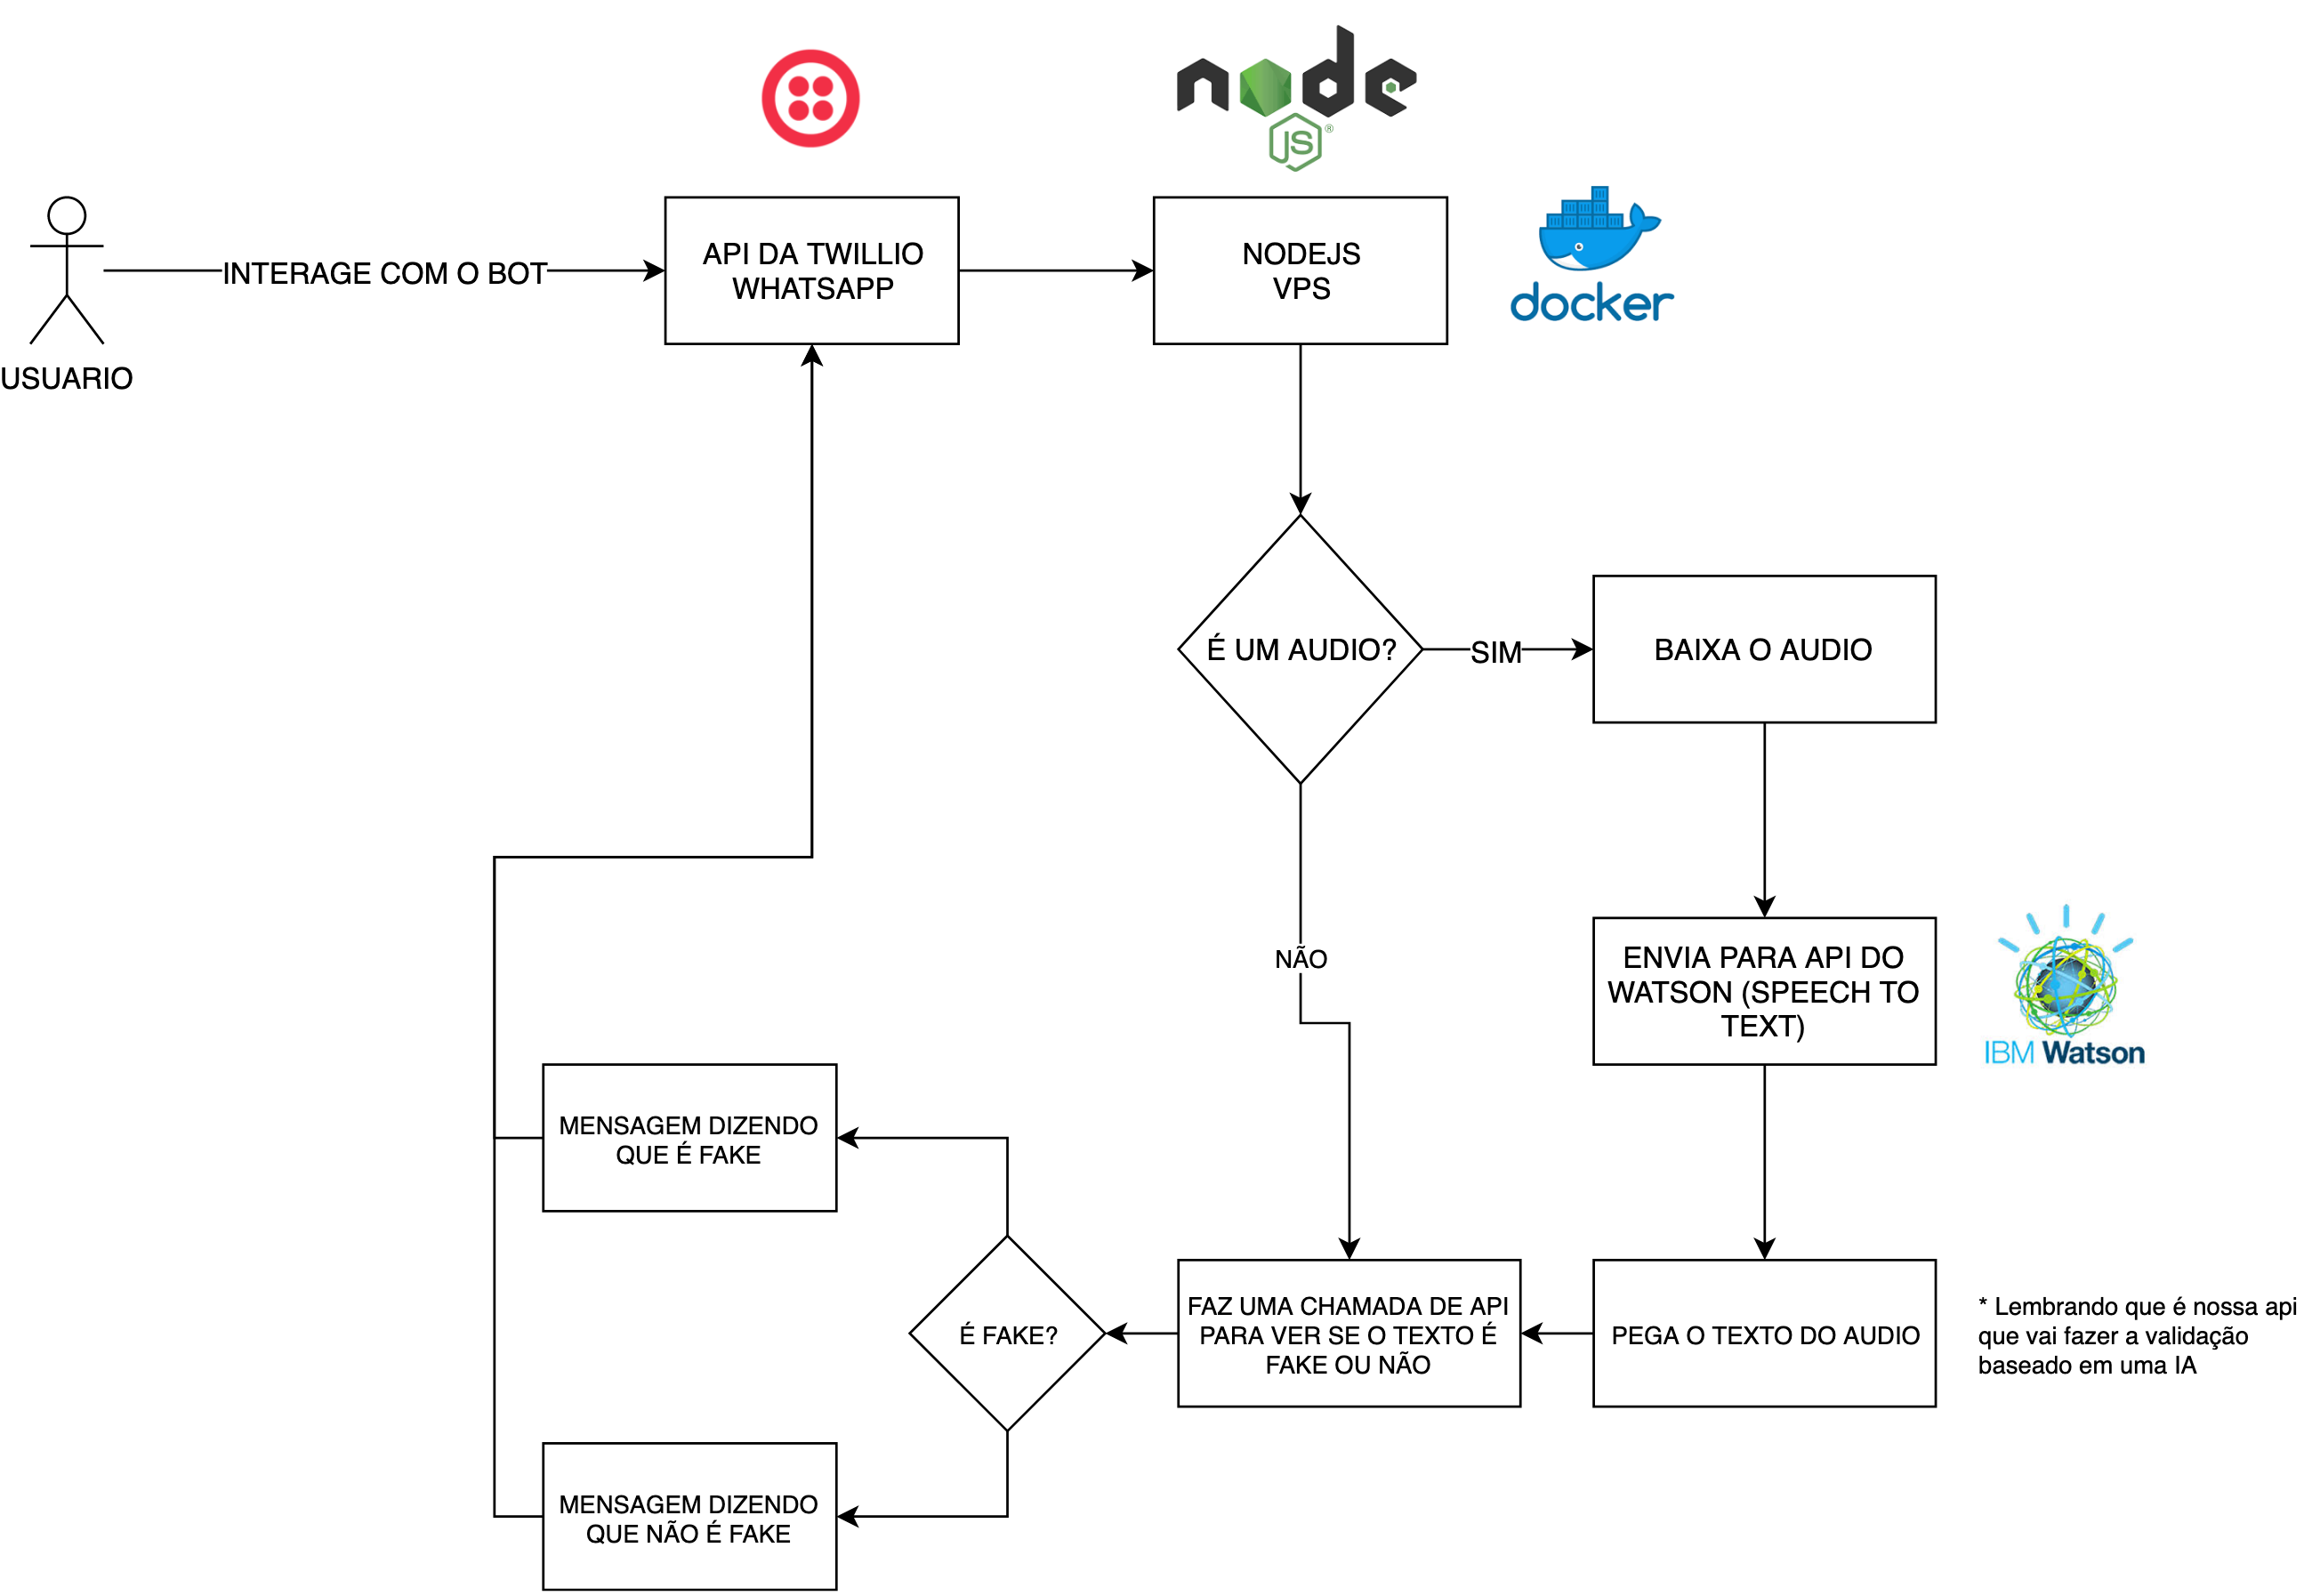 node
JS®
USUARIO
INTERAGE COM O BOT
API DA TWILLIO
WHATSAPP
NODEJS
VPS
docker
É UM AUDIO?
SIM
BAIXA O AUDIO
NÃO
ENVIA PARA API DO
WATSON (SPEECH TO
TEXT)
IBM Watson
MENSAGEM DIZENDO
QUE É FAKE
É FAKE?
FAZ UMA CHAMADA DE API
PARA VER SE O TEXTO É
FAKE OU NÃO
PEGA O TEXTO DO AUDIO
* Lembrando que é nossa api
que vai fazer a validação
baseado em uma IA
MENSAGEM DIZENDO
QUE NÃO É FAKE